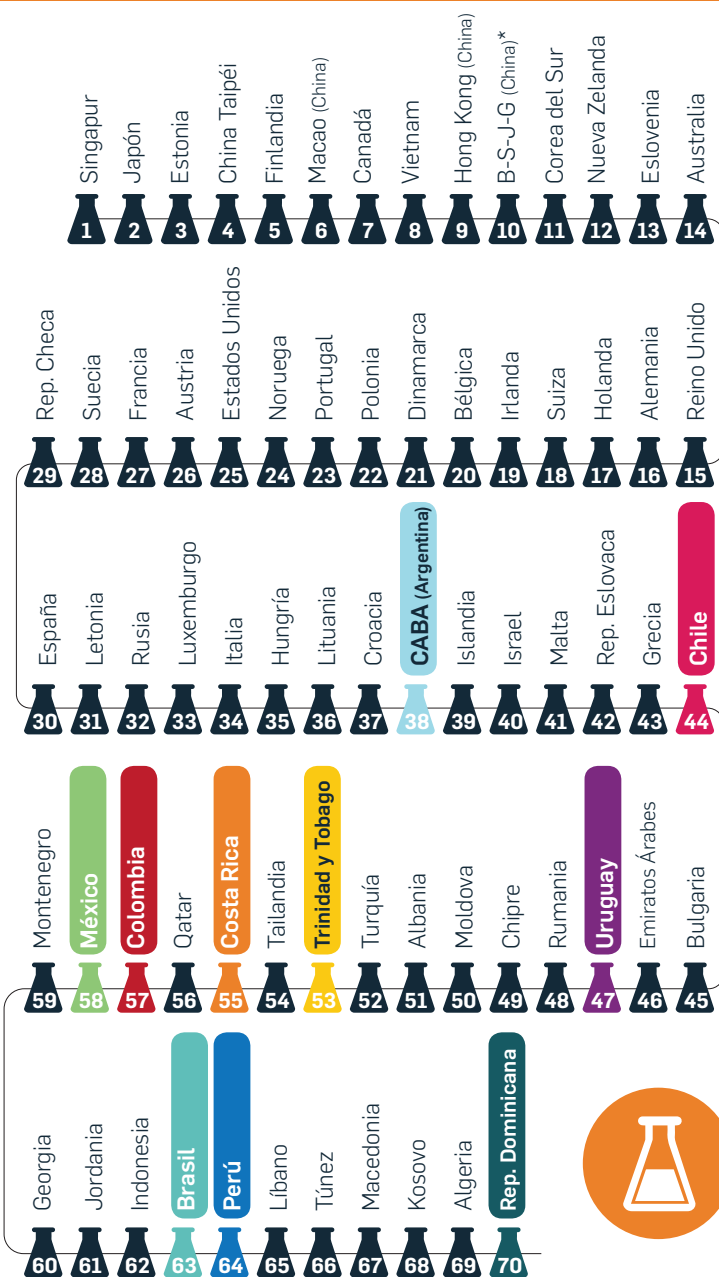 1 Singapur
2 Japón
3 Estonia
4 China Taipéi
5 Finlandia
6 Macao (China)
7 Canadá
8 Vietnam
9 Hong Kong (China)
10 B-S-J-G (China)*
11 Corea del Sur
12 Nueva Zelanda
13 Eslovenia
14 Australia
15 Reino Unido
16 Alemania
17 Holanda
18 Suiza
19 Irlanda
20 Bélgica
21 Dinamarca
22 Polonia
23 Portugal
24 Noruega
25 Estados Unidos
26 Austria
27 Francia
28 Suecia
29 Rep. Checa
30 España
31 Letonia
32 Rusia
33 Luxemburgo
34 Italia
35 Hungría
36 Lituania
37 Croacia
38 CABA (Argentina)
39 Islandia
40 Israel
41 Malta
42 Rep. Eslovaca
43 Grecia
44 Chile
45 Bulgaria
46 Emiratos Árabes
47 Uruguay
48 Rumania
49 Chipre
50 Moldova
51 Albania
52 Turquía
53 Trinidad y Tobago
54 Tailandia
55 Costa Rica
56 Qatar
57 Colombia
58 México
59 Montenegro
60 Georgia
61 Jordania
62 Indonesia
63 Brasil
64 Perú
65 Líbano
66 Túnez
67 Macedonia
68 Kosovo
69 Algeria
70 Rep. Dominicana